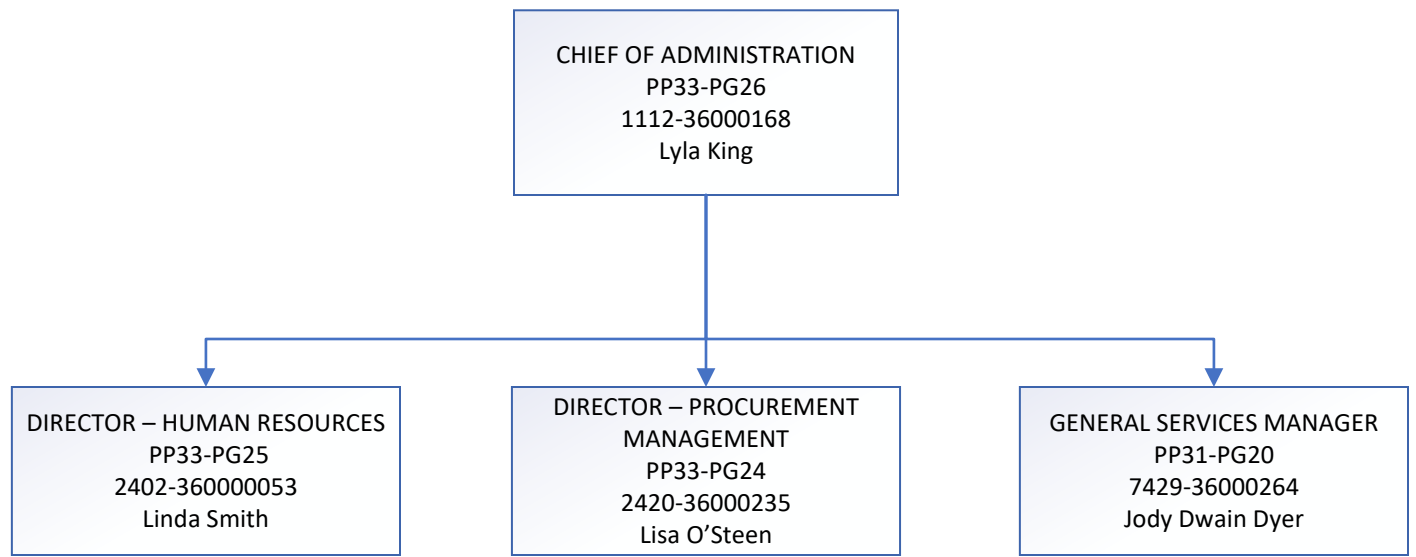 CHIEF OF ADMINISTRATION
PP33-PG26
1112-36000168
Lyla King
DIRECTOR – HUMAN RESOURCES
PP33-PG25
2402-360000053
Linda Smith
DIRECTOR – PROCUREMENT
MANAGEMENT
PP33-PG24
2420-36000235
Lisa O’Steen
GENERAL SERVICES MANAGER
PP31-PG20
7429-36000264
Jody Dwain Dyer